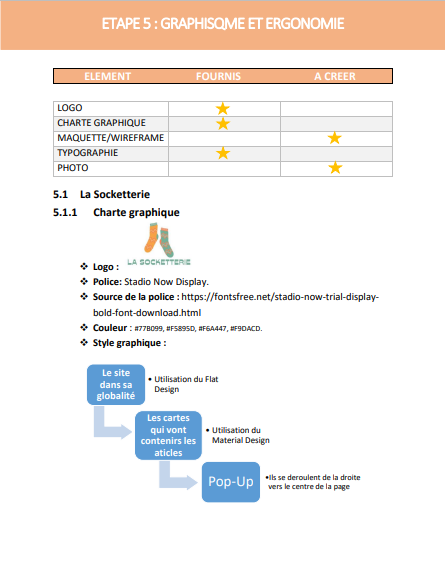 ETAPE 5 : GRAPHISQME ET ERGONOMIE
ELEMENT FOURNIS A CREER
LOGO
CHARTE GRAPHIQUE
MAQUETTE/WIREFRAME
TYPOGRAPHIE
PHOTO
5.1 La Socketterie
5.1.1 Charte graphique
❖ Logo :
LA SOCKETTERIE
❖ Police: Stadio Now Display.
❖ Source de la police : https://fontsfree.net/stadio-now-trial-display-
bold-font-download.html
❖ Couleur : #77B099, #F5895D, #F6A447, #F9DACD.
❖ Style graphique :
Le site
dans sa
globalité
• Utilisation du Flat
Design
Les cartes
qui vont
contenirs les
aticles
• Utilisation du
Material Design
Pop-Up
•Ils se deroulent de la droite
vers le centre de la page